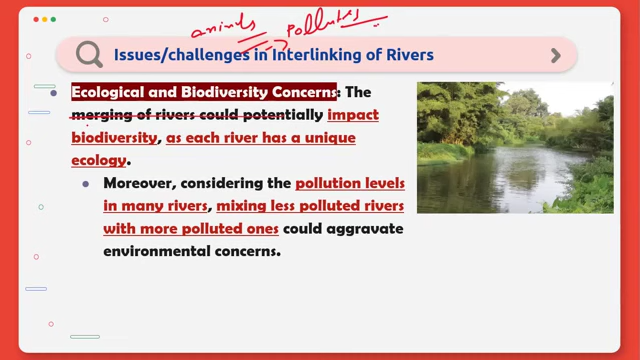 animals Pollutes
Issues/challenges in Interlinking of Rivers
Ecological and Biodiversity Concerns: The
merging of rivers could potentially impact
biodiversity, as each river has a unique
ecology.
Moreover, considering the pollution levels
in many rivers, mixing less polluted rivers
with more polluted ones could aggravate
environmental concerns.